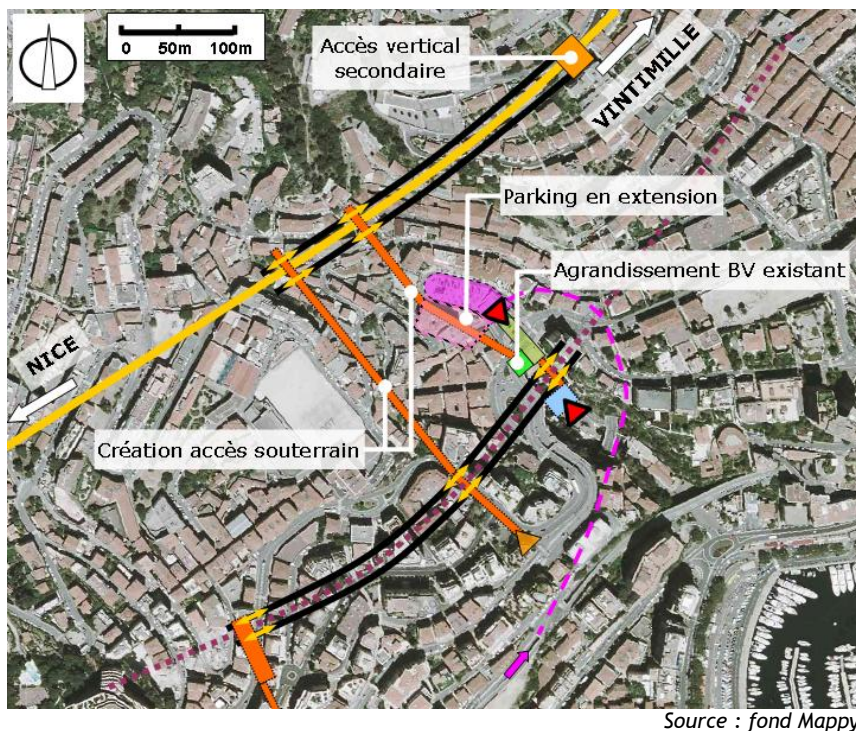 0 50m 100m
Accès vertical
secondaire
VINTIMILLE
Parking en extension
Agrandissement BV existant
NICE
Création accès souterrain
Source : fond Mappy